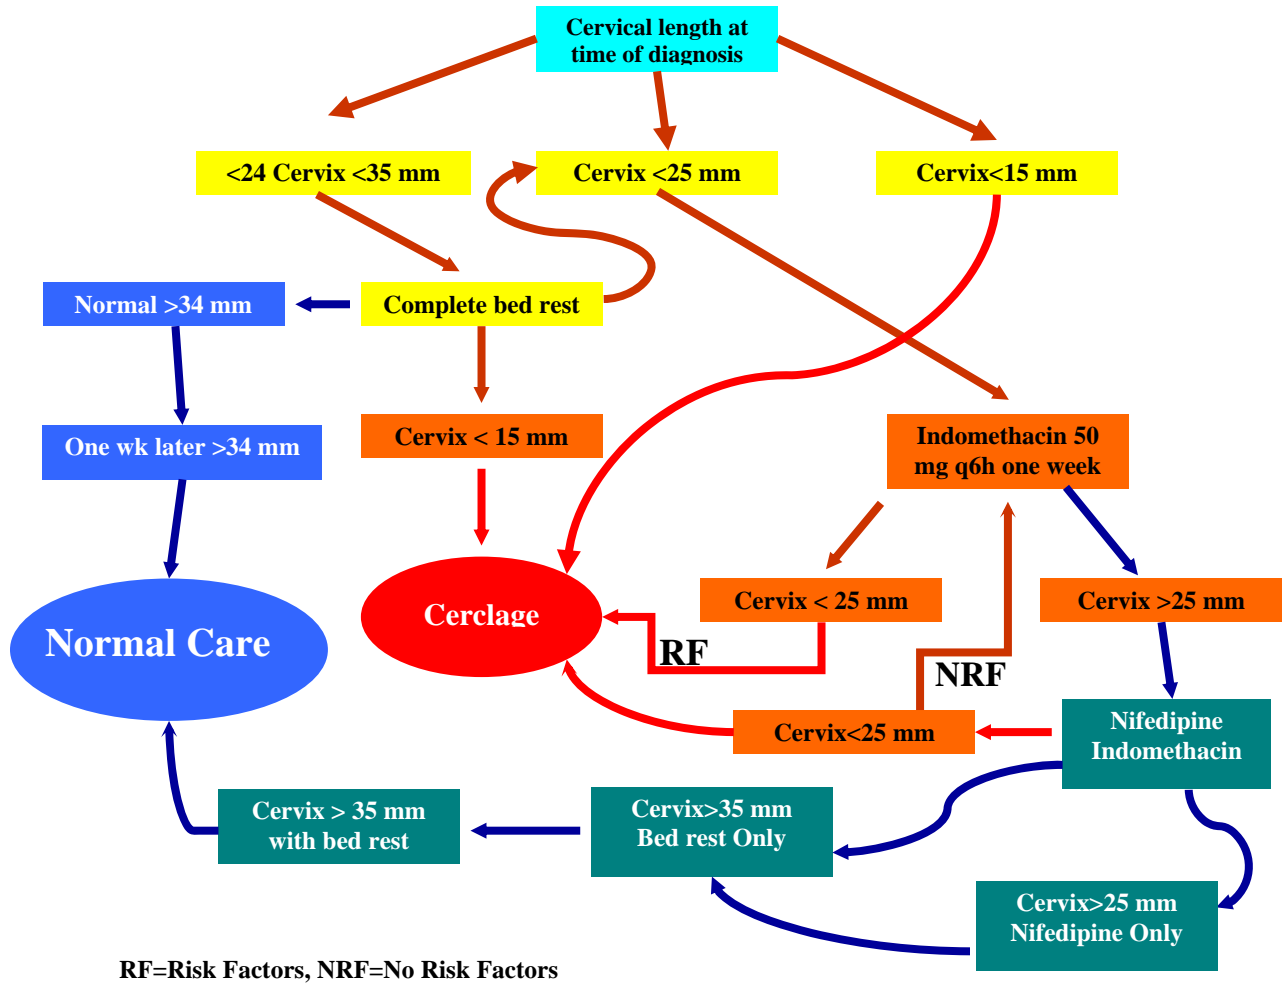 Cervical length at
time of diagnosis
<24 Cervix <35 mm
Cervix <25 mm
Cervix<15 mm
Normal >34 mm
Complete bed rest
One wk later >34 mm
Cervix < 15 mm
Indomethacin 50
mg q6h one week
Normal Care
Cerclage
Cervix < 25 mm
Cervix >25 mm
RF
NRF
Cervix<25 mm
Nifedipine
Indomethacin
Cervix > 35 mm
with bed rest
Cervix>35 mm
Bed rest Only
Cervix>25 mm
Nifedipine Only
RF=Risk Factors, NRF=No Risk Factors